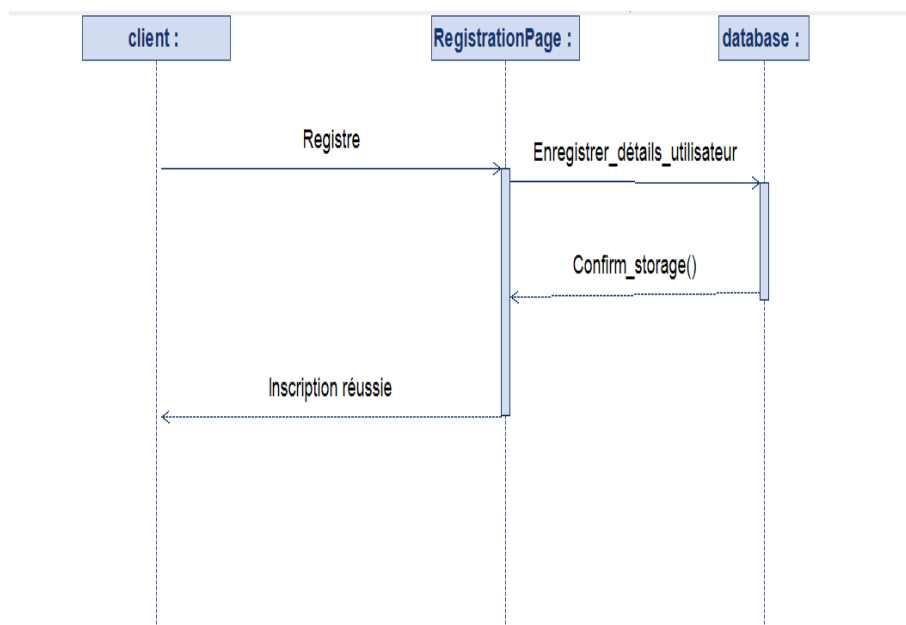 client :
RegistrationPage :
database :
Registre
Enregistrer_détails_utilisateur
Confirm_storage()
Inscription réussie